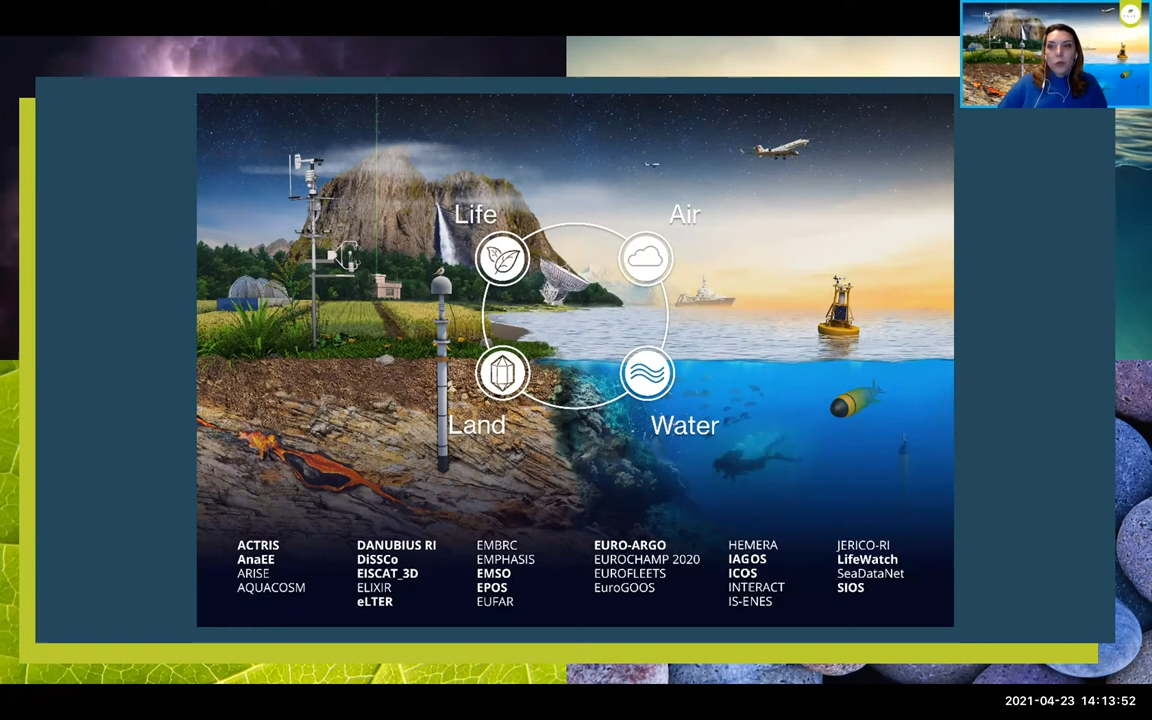 Life
Air
Land
Water
ACTRIS
AnaEE
ARISE
AQUACOSM
DANUBIUS RI
DiSSCo
EISCAT_3D
ELIXIR
eLTER
EMBRC
EMPHASIS
EMSO
EPOS
EUFAR
EURO-ARGO
EUROCHAMP 2020
EUROFLEETS
EuroGOOS
HEMERA
IAGOS
ICOS
INTERACT
IS-ENES
JERICO-RI
LifeWatch
SeaDataNet
SIOS
2021-04-23 14:13:52